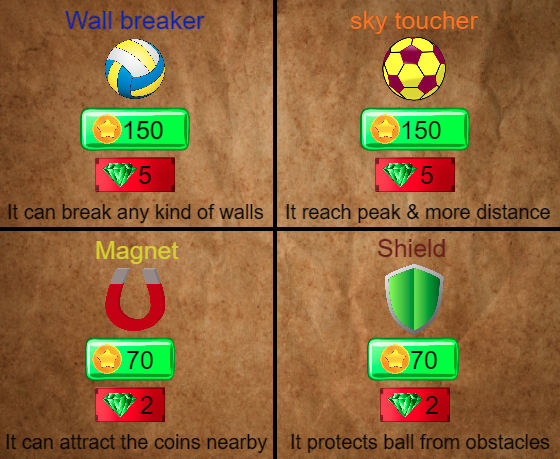 Wall breaker
150
5
It can break any kind of walls
sky toucher
150
5
It reach peak & more distance
Magnet
70
2
It can attract the coins nearby
Shield
70
2
It protects ball from obstacles